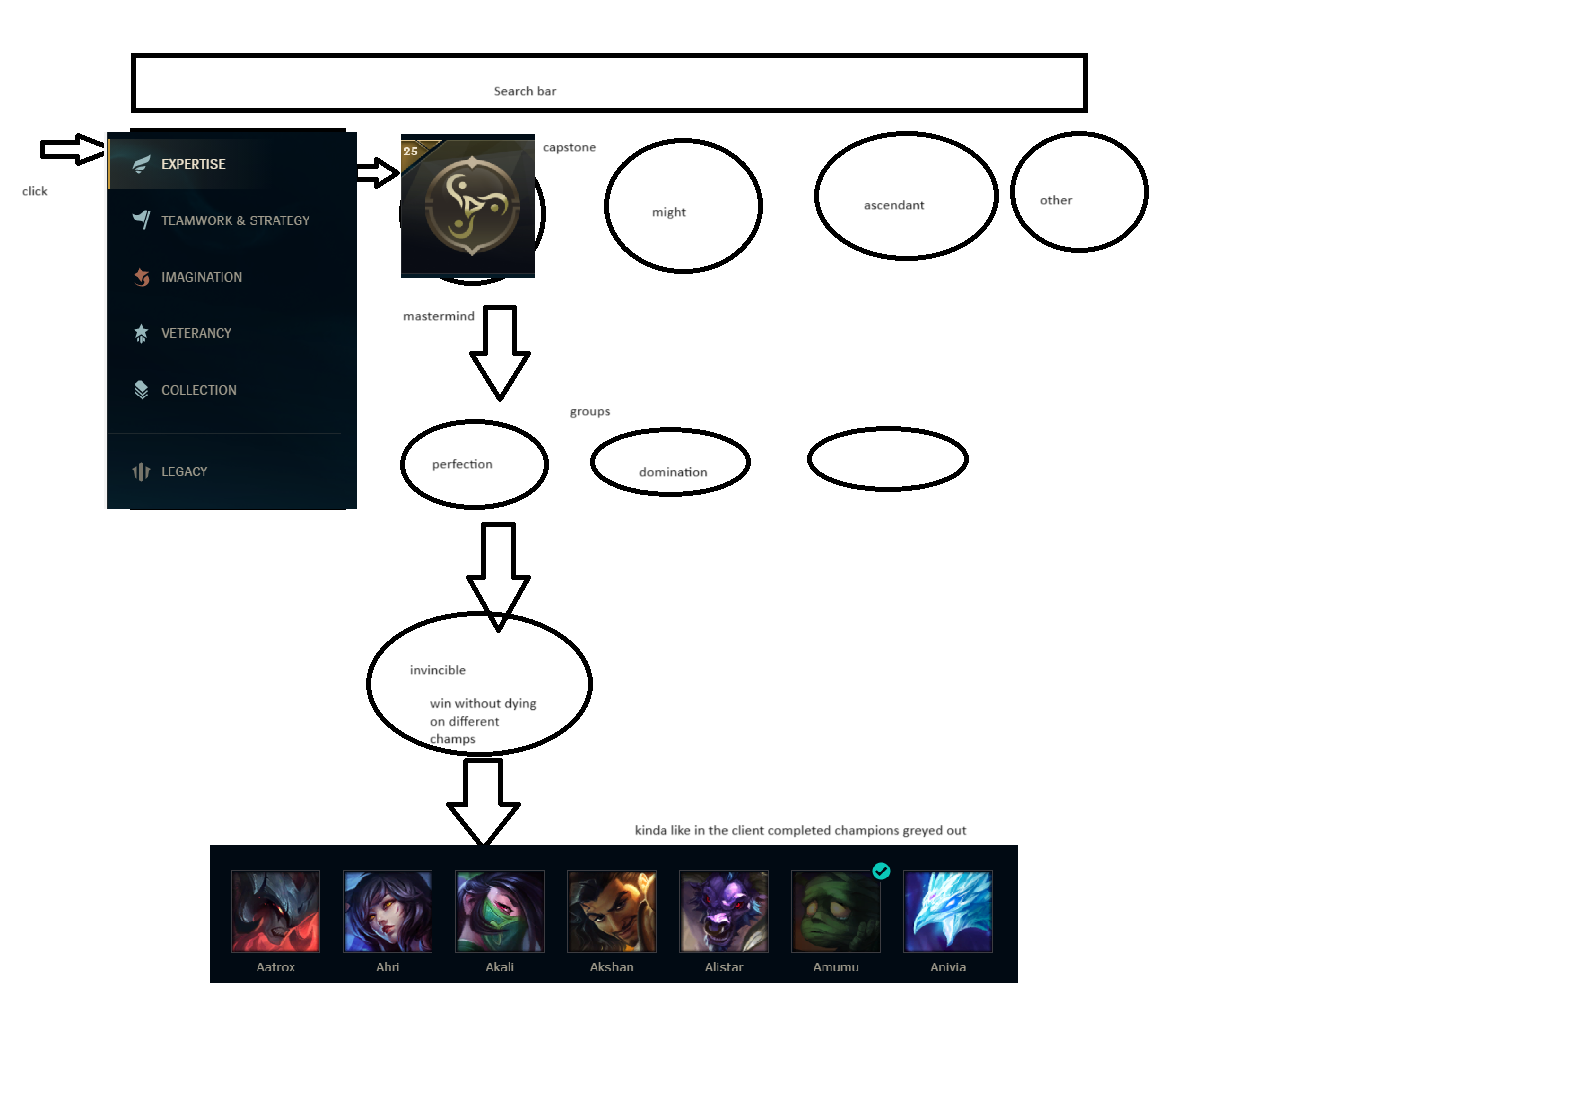 Search bar
click
EXPERTISE
TEAMWORK & STRATEGY
IMAGINATION
VETERANCY
COLLECTION
LEGACY
25
capstone
might
ascendant
other
mastermind
groups
perfection
domination
invincible
win without dying
on different
champs
kinda like in the client completed champions greyed out
Aatrox
Ahri
Akali
Akshan
Alistar
Amumu
Anivia